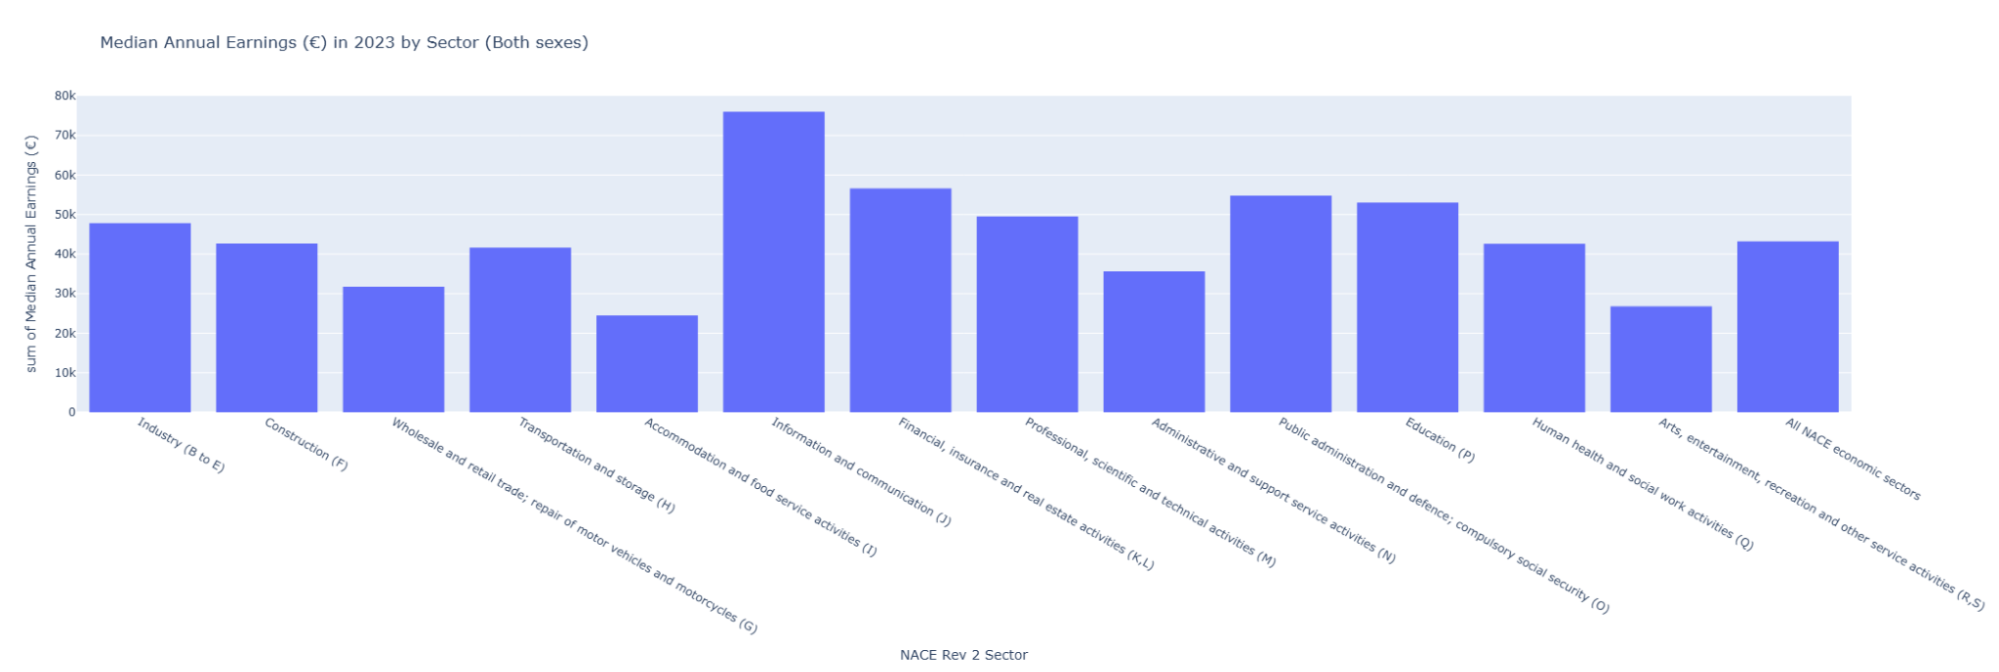 Median Annual Earnings (€) in 2023 by Sector (Both sexes)
80k
70k
60k
50k
40k
30k
20k
10k
0
sum of Median Annual Earnings (€)
Industry (B to E)
Construction (F)
Wholesale and retail trade; repair of motor vehicles and motorcycles (G)
Transportation and storage (H)
Accommodation and food service activities (I)
Information and communication (J)
Financial, insurance and real estate activities (K,L)
Professional, scientific and technical activities (M)
Administrative and support service activities (N)
Public administration and defence; compulsory social security (O)
Education (P)
Human health and social work activities (Q)
Arts, entertainment, recreation and other service activities (R,S)
All NACE economic sectors
NACE Rev 2 Sector